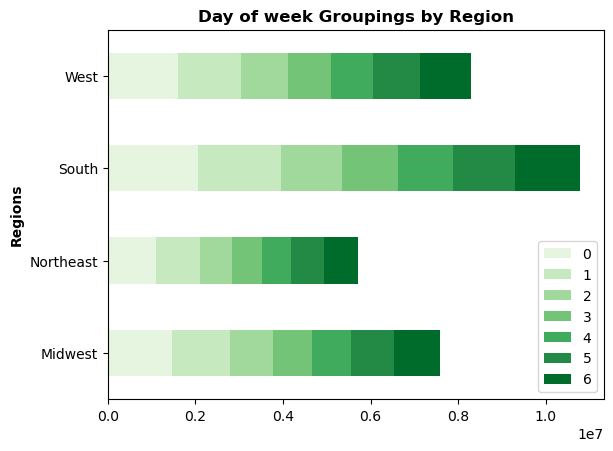 Day of week Groupings by Region
Regions
West
South
Northeast
Midwest
0
1
2
3
4
5
6
0.0 0.2 0.4 0.6 0.8 1.0
1e7